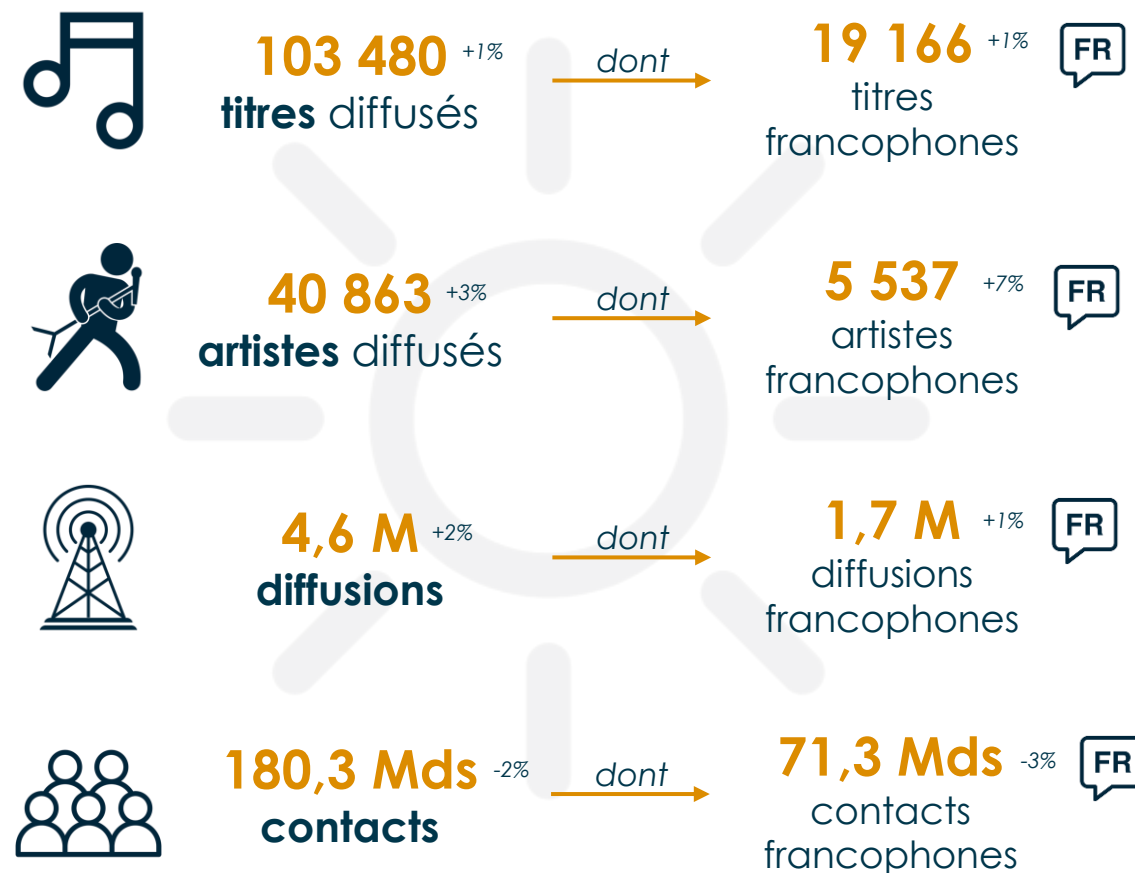 103 480 +1%
titres diffusés
dont
19 166 +1%
titres
francophones
FR
40 863 +3%
artistes diffusés
dont
5 537 +7%
artistes
francophones
FR
4,6 M +2%
diffusions
dont
1,7 M +1%
diffusions
francophones
FR
180,3 Mds -2%
contacts
dont
71,3 Mds -3%
contacts
francophones
FR